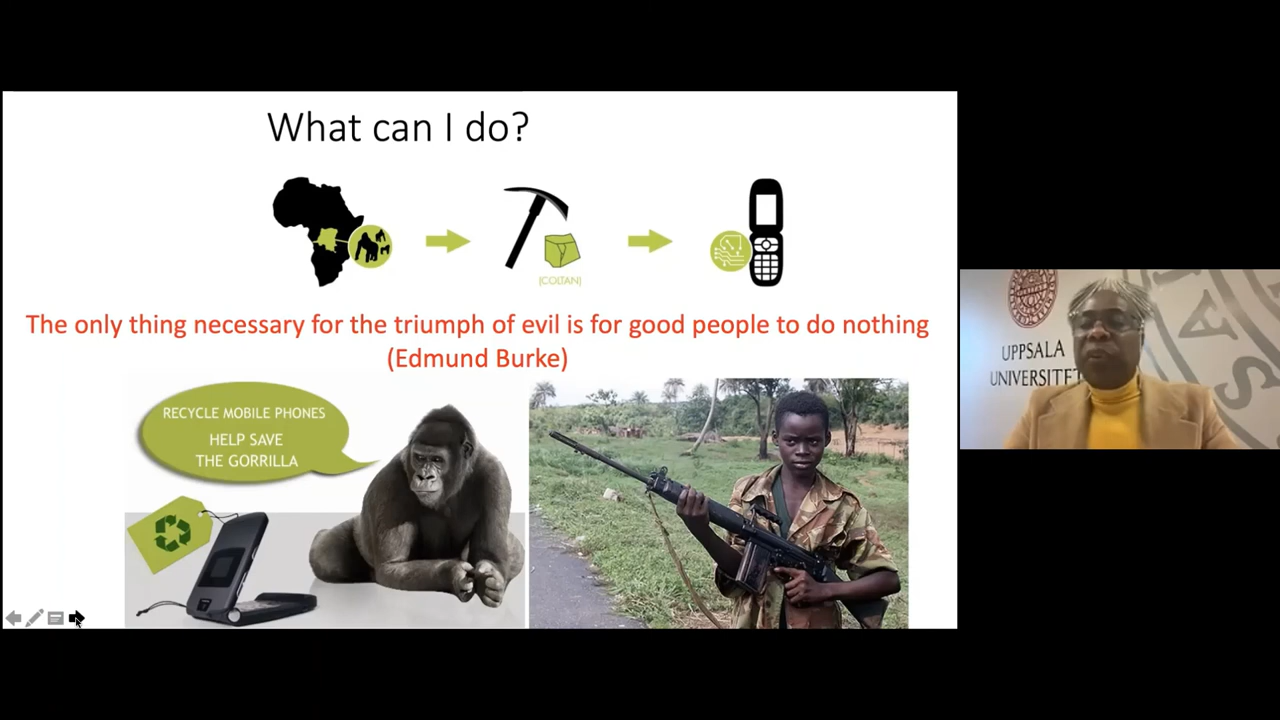 What can I do?
(COLTAN)
The only thing necessary for the triumph of evil is for good people to do nothing
(Edmund Burke)
RECYCLE MOBILE PHONES
HELP SAVE
THE GORRILLA
UPPSALA
UNIVERSITET